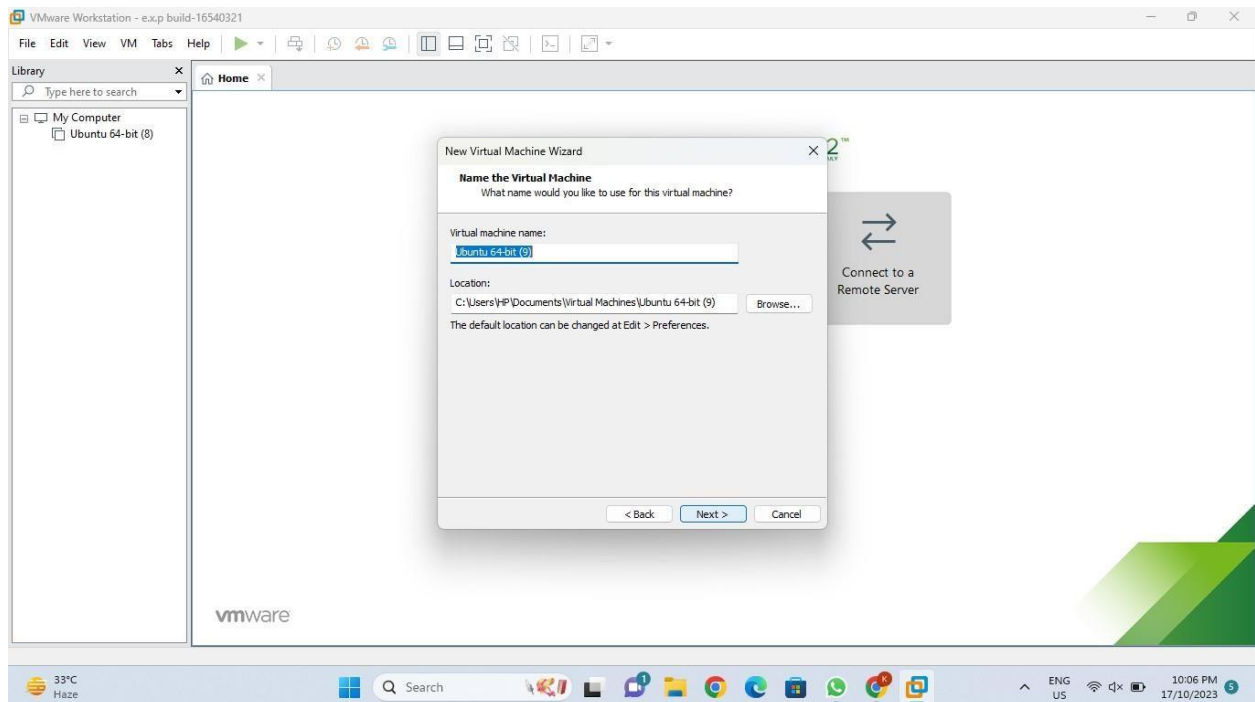 VMware Workstation - e.x.p build-16540321
File Edit View VM Tabs Help
Library
Home
Type here to search
My Computer
Ubuntu 64-bit (8)
2™
New Virtual Machine Wizard
Name the Virtual Machine
What name would you like to use for this virtual machine?
Virtual machine name:
Ubuntu 64-bit (9)
Location:
C:\Users\HP\Documents\Virtual Machines\Ubuntu 64-bit (9)
Browse...
The default location can be changed at Edit > Preferences.
< Back Next > Cancel
Connect to a
Remote Server
vmware
33°C
Haze
Search
1
K
ENG
US
10:06 PM
17/10/2023
5